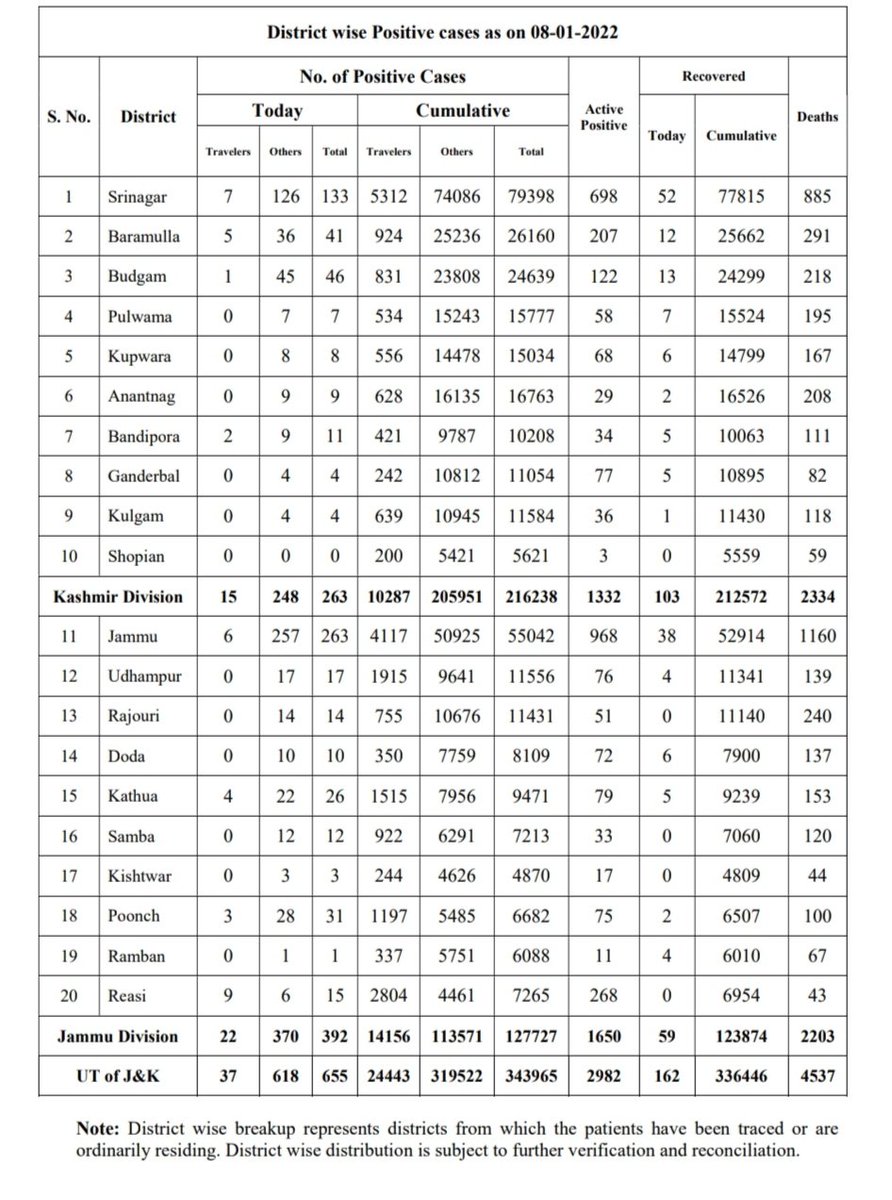 District wise Positive cases as on 08-01-2022
S. No. District No. of Positive Cases Active Positive Recovered Deaths
Today Cumulative Today Cumulative
Travelers Others Total Travelers Others Total
1 Srinagar 7 126 133 5312 74086 79398 698 52 77815 885
2 Baramulla 5 36 41 924 25236 26160 207 12 25662 291
3 Budgam 1 45 46 831 23808 24639 122 13 24299 218
4 Pulwama 0 7 7 534 15243 15777 58 7 15524 195
5 Kupwara 0 8 8 556 14478 15034 68 6 14799 167
6 Anantnag 0 9 9 628 16135 16763 29 2 16526 208
7 Bandipora 2 9 11 421 9787 10208 34 5 10063 111
8 Ganderbal 0 4 4 242 10812 11054 77 5 10895 82
9 Kulgam 0 4 4 639 10945 11584 36 1 11430 118
10 Shopian 0 0 0 200 5421 5621 3 0 5559 59
Kashmir Division 15 248 263 10287 205951 216238 1332 103 212572 2334
11 Jammu 6 257 263 4117 50925 55042 968 38 52914 1160
12 Udhampur 0 17 17 1915 9641 11556 76 4 11341 139
13 Rajouri 0 14 14 755 10676 11431 51 0 11140 240
14 Doda 0 10 10 350 7759 8109 72 6 7900 137
15 Kathua 4 22 26 1515 7956 9471 79 5 9239 153
16 Samba 0 12 12 922 6291 7213 33 0 7060 120
17 Kishtwar 0 3 3 244 4626 4870 17 0 4809 44
18 Poonch 3 28 31 1197 5485 6682 75 2 6507 100
19 Ramban 0 1 1 337 5751 6088 11 4 6010 67
20 Reasi 9 6 15 2804 4461 7265 268 0 6954 43
Jammu Division 22 370 392 14156 113571 127727 1650 59 123874 2203
UT of J&K 37 618 655 24443 319522 343965 2982 162 336446 4537
Note: District wise breakup represents districts from which the patients have been traced or are
ordinarily residing. District wise distribution is subject to further verification and reconciliation.